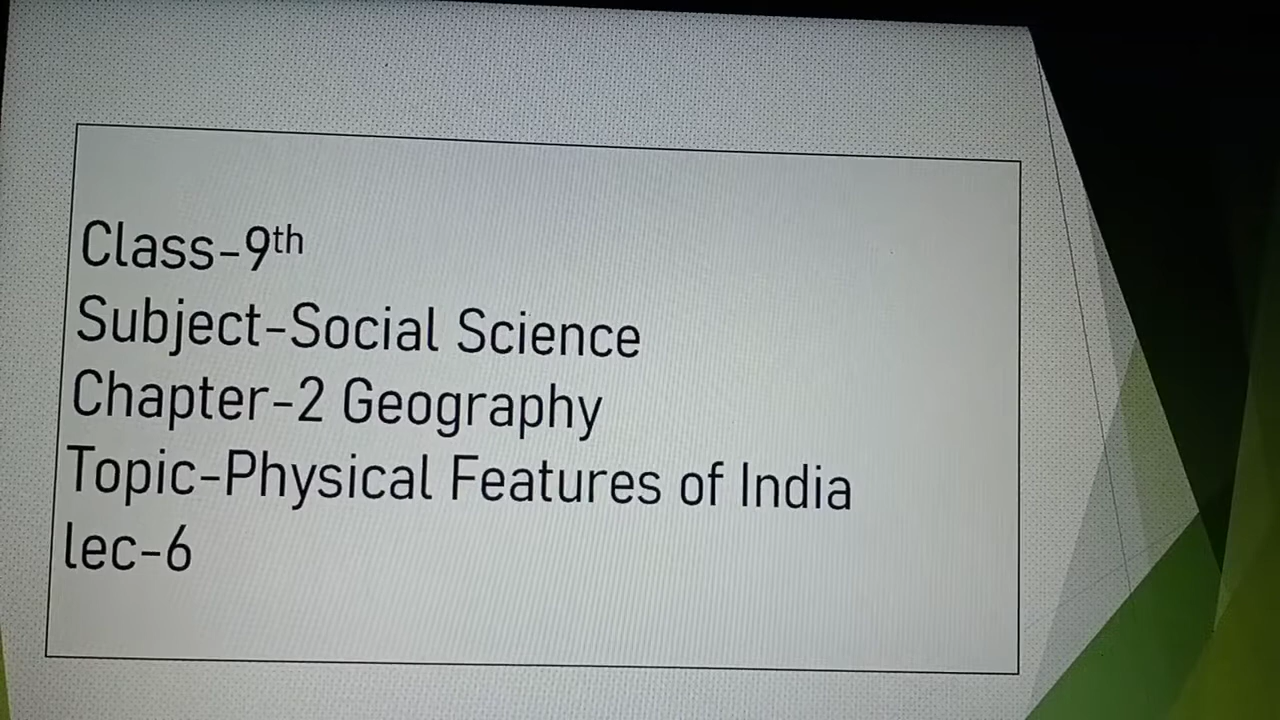 Class-9th
Subject-Social Science
Chapter-2 Geography
Topic-Physical Features of India
lec-6